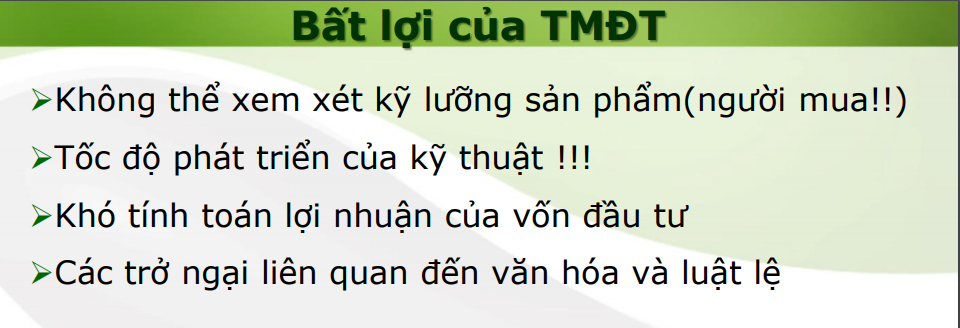 Bất lợi của TMĐT
➢Không thể xem xét kỹ lưỡng sản phẩm(người mua!!)
➢Tốc độ phát triển của kỹ thuật !!!
➢Khó tính toán lợi nhuận của vốn đầu tư
➢Các trở ngại liên quan đến văn hóa và luật lệ